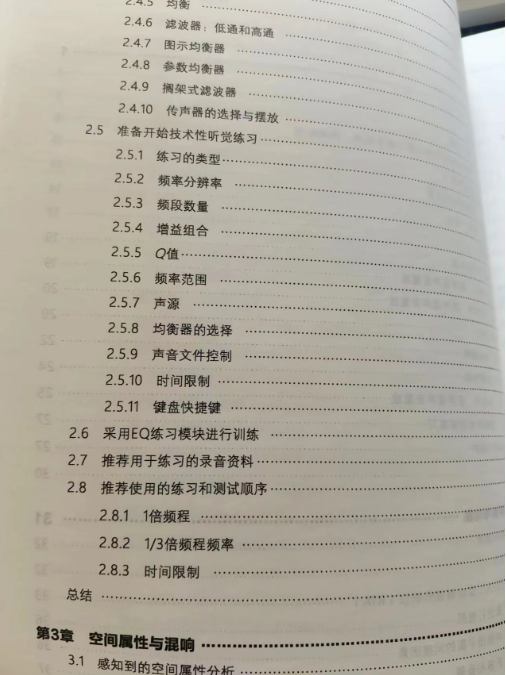 2.4.5 均衡
2.4.6 滤波器：低通和高通
2.4.7 图示均衡器
2.4.8 参数均衡器
2.4.9 搁架式滤波器
2.4.10 传声器的选择与摆放
2.5 准备开始技术性听觉练习
2.5.1 练习的类型
2.5.2 频率分辨率
2.5.3 频段数量
2.5.4 增益组合
2.5.5 Q值
2.5.6 频率范围
2.5.7 声源
2.5.8 均衡器的选择
2.5.9 声音文件控制
2.5.10 时间限制
2.5.11 键盘快捷键
2.6 采用EQ练习模块进行训练
2.7 推荐用于练习的录音资料
2.8 推荐使用的练习和测试顺序
2.8.1 1倍频程
2.8.2 1/3倍频程频率
2.8.3 时间限制
总结
第3章 空间属性与混响
3.1 感知到的空间属性分析